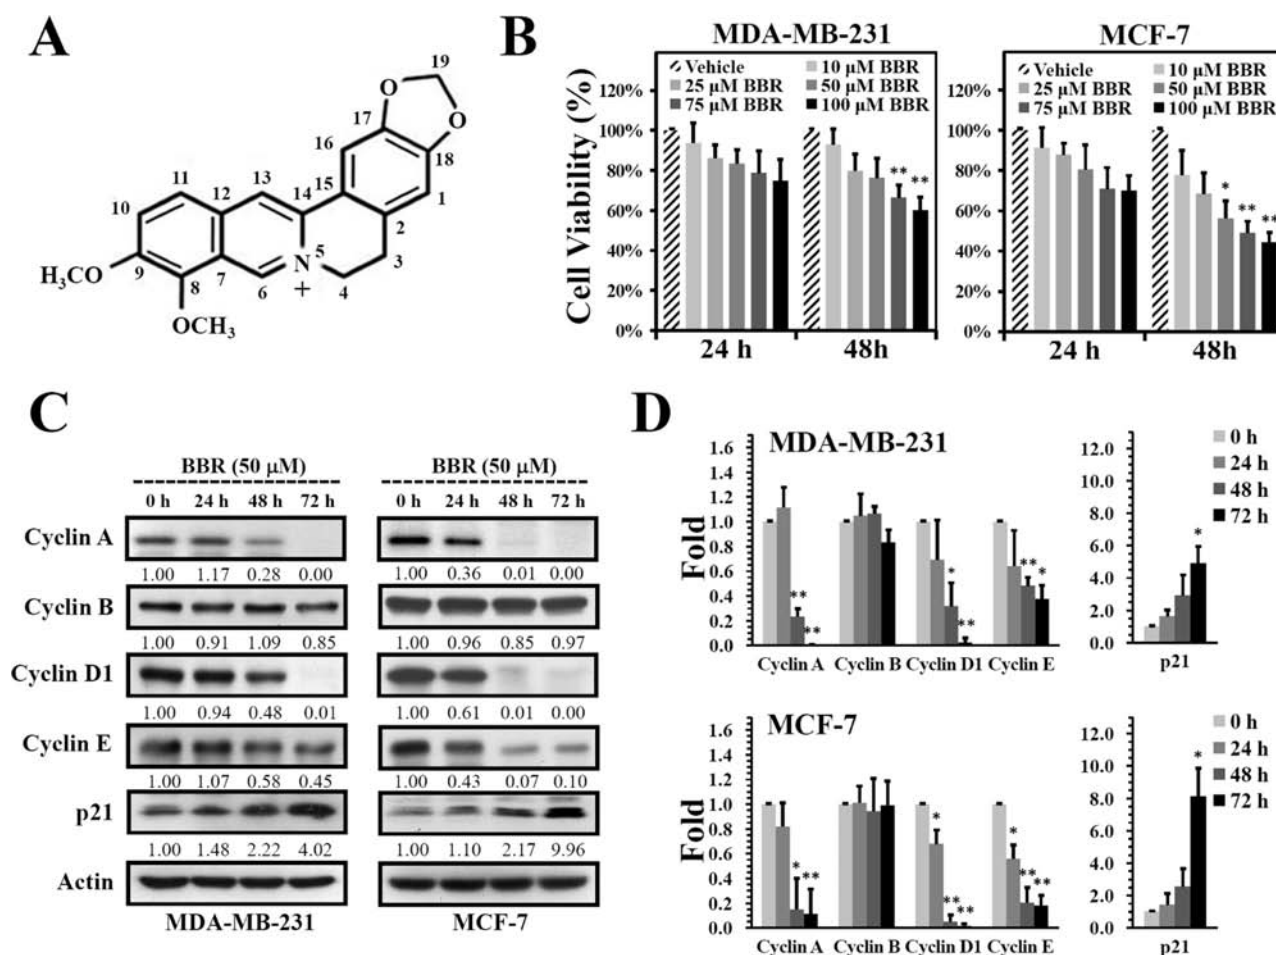 A
19
O
17
16
O
18
11
13
15
12
14
1
10
2
N
5
3
H₃CO
9
7
8
6
+
4
OCH₃
B
MDA-MB-231
MCF-7
Cell Viability (%)
Vehicle 10 µM BBR
25 µM BBR 50 µM BBR
75 µM BBR 100 µM BBR
120%
100%
80%
60%
40%
20%
0%
** **
24 h 48h
Vehicle 10 µM BBR
25 µM BBR 50 µM BBR
75 µM BBR 100 µM BBR
120%
100%
80%
60%
40%
20%
0%
* ** **
24 h 48h
C
BBR (50 µM) BBR (50 µM)
0 h 24 h 48 h 72 h 0 h 24 h 48 h 72 h
Cyclin A
1.00 1.17 0.28 0.00 1.00 0.36 0.01 0.00
Cyclin B
1.00 0.91 1.09 0.85 1.00 0.96 0.85 0.97
Cyclin D1
1.00 0.94 0.48 0.01 1.00 0.61 0.01 0.00
Cyclin E
1.00 1.07 0.58 0.45 1.00 0.43 0.07 0.10
p21
1.00 1.48 2.22 4.02 1.00 1.10 2.17 9.96
Actin
MDA-MB-231 MCF-7
D
MDA-MB-231
Fold
1.6
1.4
1.2
1.0
0.8
0.6
0.4
0.2
0.0
** ** * ** ** *
Cyclin A Cyclin B Cyclin D1 Cyclin E
12.0
10.0
8.0
6.0
4.0
2.0
0.0
*
p21
0 h
24 h
48 h
72 h
MCF-7
Fold
1.6
1.4
1.2
1.0
0.8
0.6
0.4
0.2
0.0
* ** * ** ** * ** **
Cyclin A Cyclin B Cyclin D1 Cyclin E
12.0
10.0
8.0
6.0
4.0
2.0
0.0
*
p21
0 h
24 h
48 h
72 h